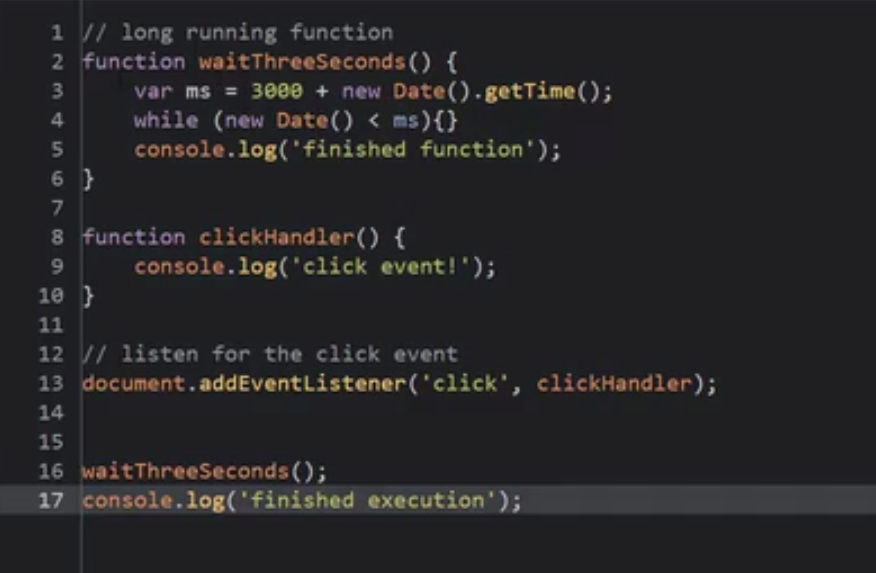 1 // long running function
2 function waitThreeSeconds() {
3 var ms = 3000 + new Date().getTime();
4 while (new Date() < ms){}
5 console.log('finished function');
6 }
7
8 function clickHandler() {
9 console.log('click event!');
10 }
11
12 // listen for the click event
13 document.addEventListener('click', clickHandler);
14
15
16 waitThreeSeconds();
17 console.log('finished execution');